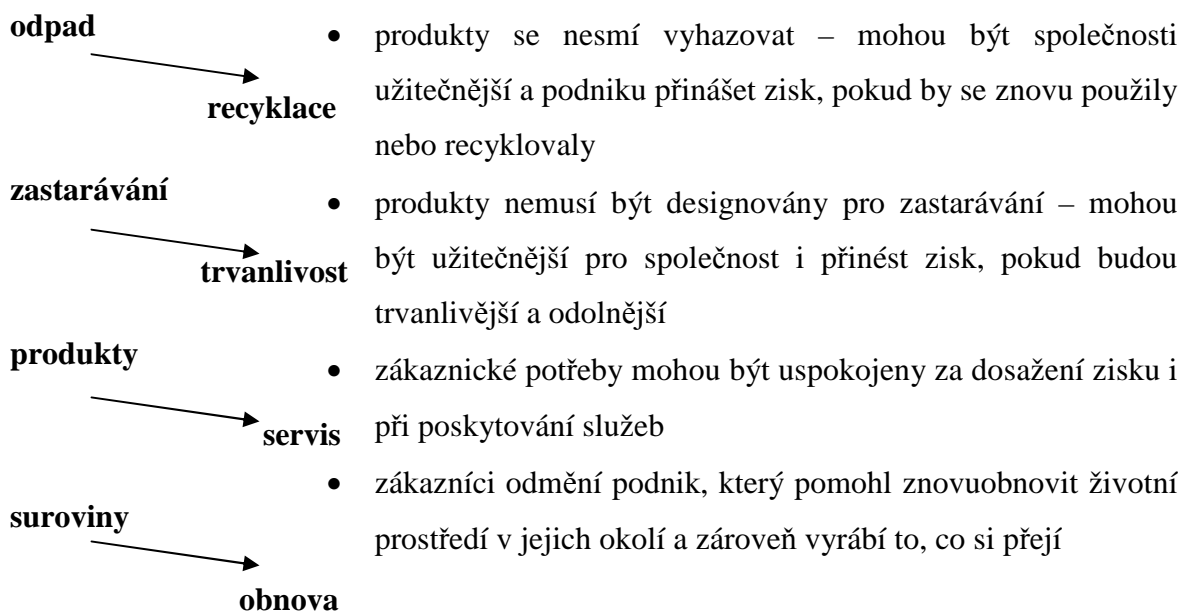 odpad
recyklace
• produkty se nesmí vyhazovat – mohou být společnosti
užitečnější a podniku přinášet zisk, pokud by se znovu použily
nebo recyklovaly
zastarávání
trvanlivost
• produkty nemusí být designovány pro zastarávání – mohou
být užitečnější pro společnost i přinést zisk, pokud budou
trvanlivější a odolnější
produkty
servis
• zákaznické potřeby mohou být uspokojeny za dosažení zisku i
při poskytování služeb
suroviny
obnova
• zákazníci odmění podnik, který pomohl znovuobnovit životní
prostředí v jejich okolí a zároveň vyrábí to, co si přejí